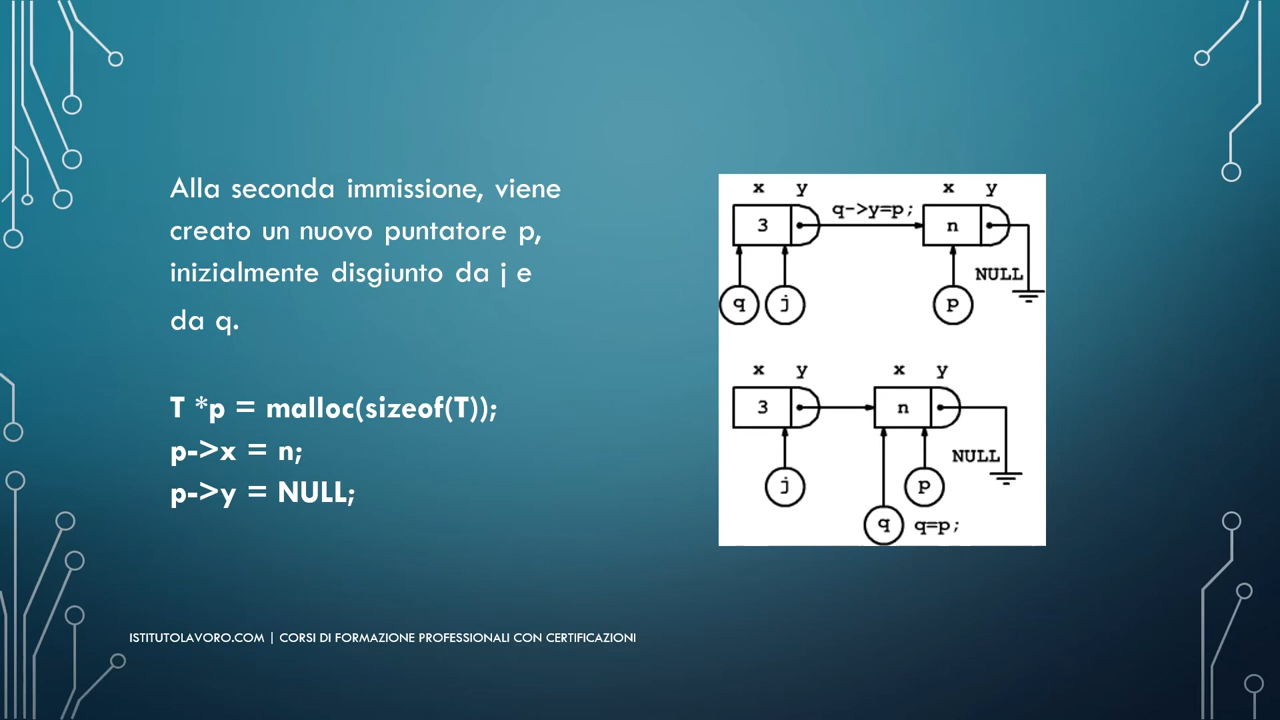 Alla seconda immissione, viene
creato un nuovo puntatore p,
inizialmente disgiunto da j e
da q.
T *p = malloc(sizeof(T));
p->x = n;
p->y = NULL;
x y x y
q->y=p;
3 n
NULL
q j p
x y x y
3 n
NULL
j p
q q=p;
ISTITUTOLAVORO.COM | CORSI DI FORMAZIONE PROFESSIONALI CON CERTIFICAZIONI